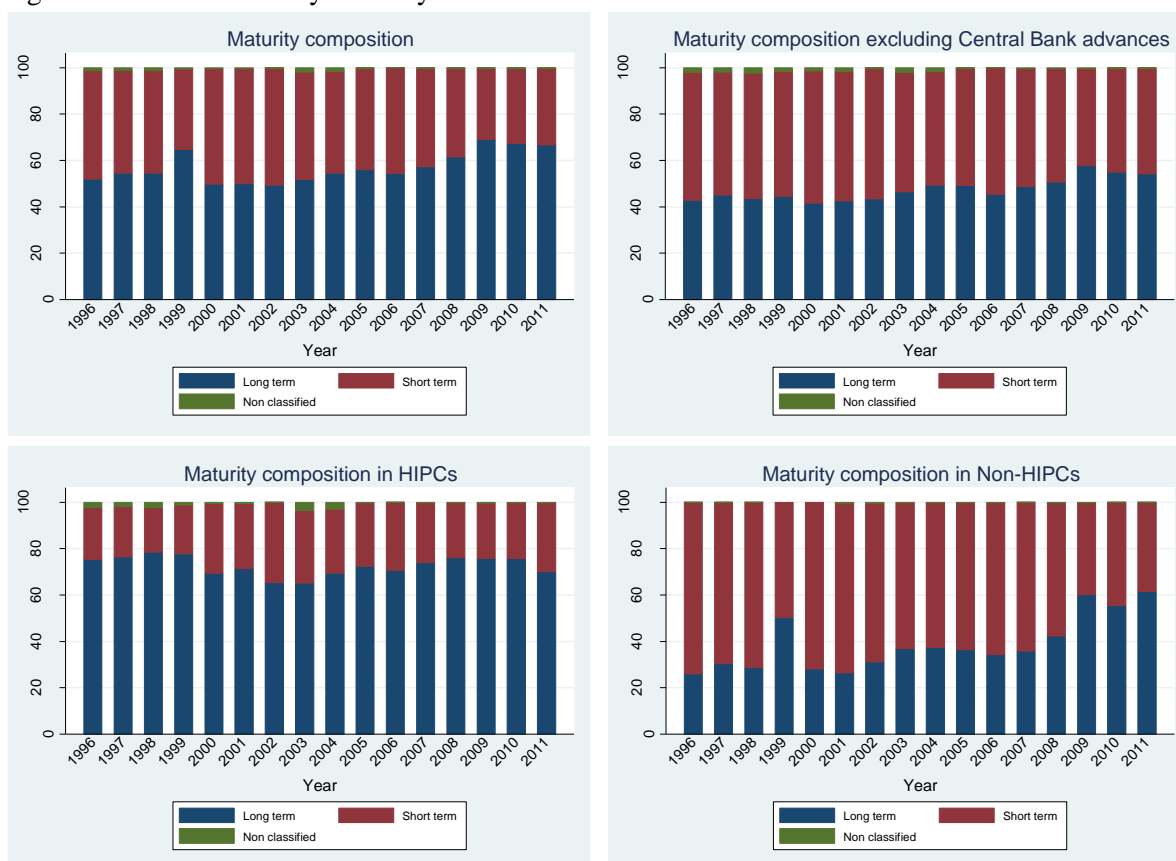 Maturity composition
100
80
60
40
20
0
1996 1997 1998 1999 2000 2001 2002 2003 2004 2005 2006 2007 2008 2009 2010 2011
Year
Long term Short term
Non classified
Maturity composition excluding Central Bank advances
100
80
60
40
20
0
1996 1997 1998 1999 2000 2001 2002 2003 2004 2005 2006 2007 2008 2009 2010 2011
Year
Long term Short term
Non classified
Maturity composition in HIPCs
100
80
60
40
20
0
1996 1997 1998 1999 2000 2001 2002 2003 2004 2005 2006 2007 2008 2009 2010 2011
Year
Long term Short term
Non classified
Maturity composition in Non-HIPCs
100
80
60
40
20
0
1996 1997 1998 1999 2000 2001 2002 2003 2004 2005 2006 2007 2008 2009 2010 2011
Year
Long term Short term
Non classified